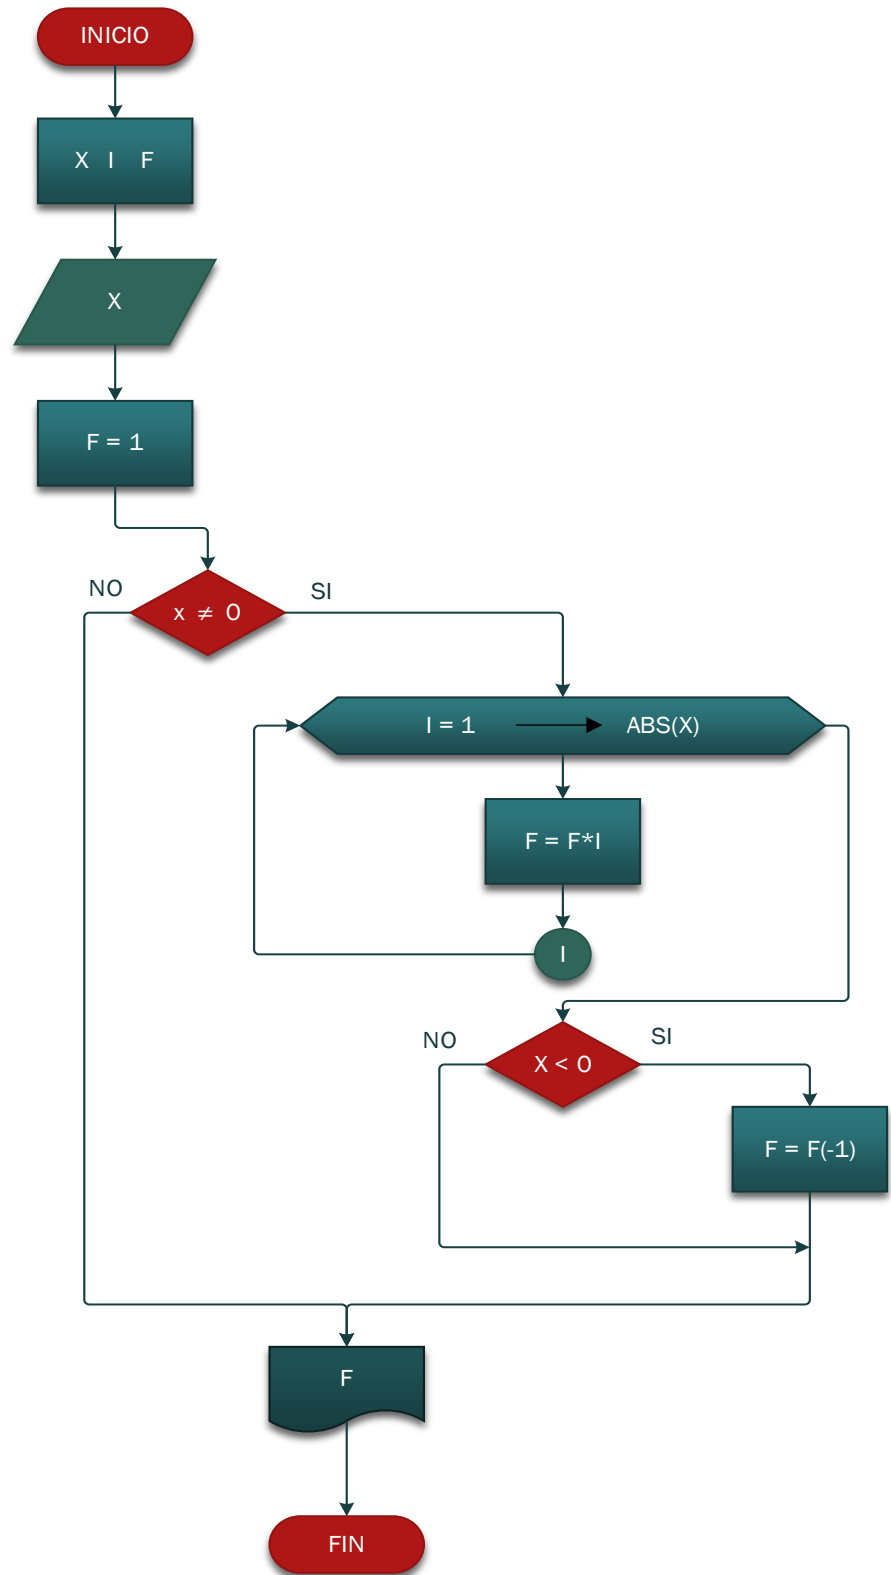 INICIO
X I F
X
F = 1
NO
x ≠ 0
SI
I = 1 ABS(X)
F = F*I
I
NO
X < 0
SI
F = F(-1)
F
FIN